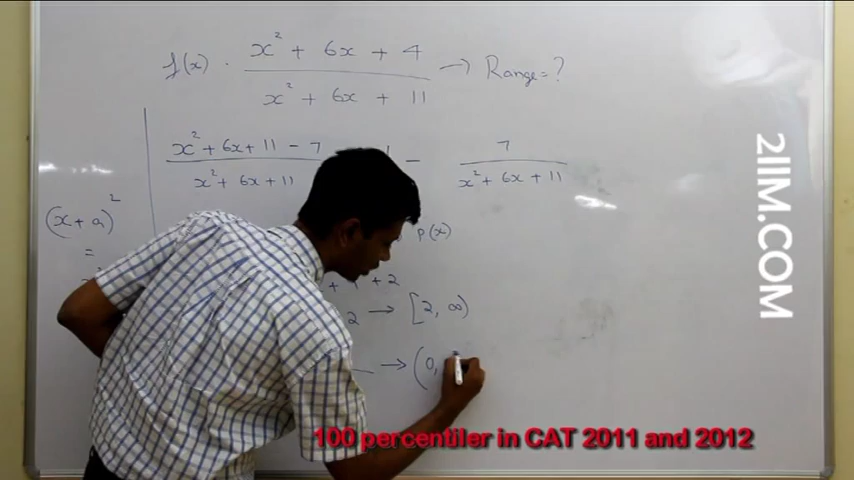 f(x) · x² + 6x + 4 / x² + 6x + 11 → Range = ?
x² + 6x + 11 - 7 / x² + 6x + 11 1 - 7 / x² + 6x + 11
(x + a)²
=
p(x)
+ 2
2 → [2, ∞)
→ (0,
2IIM.COM
100 percentiler in CAT 2011 and 2012